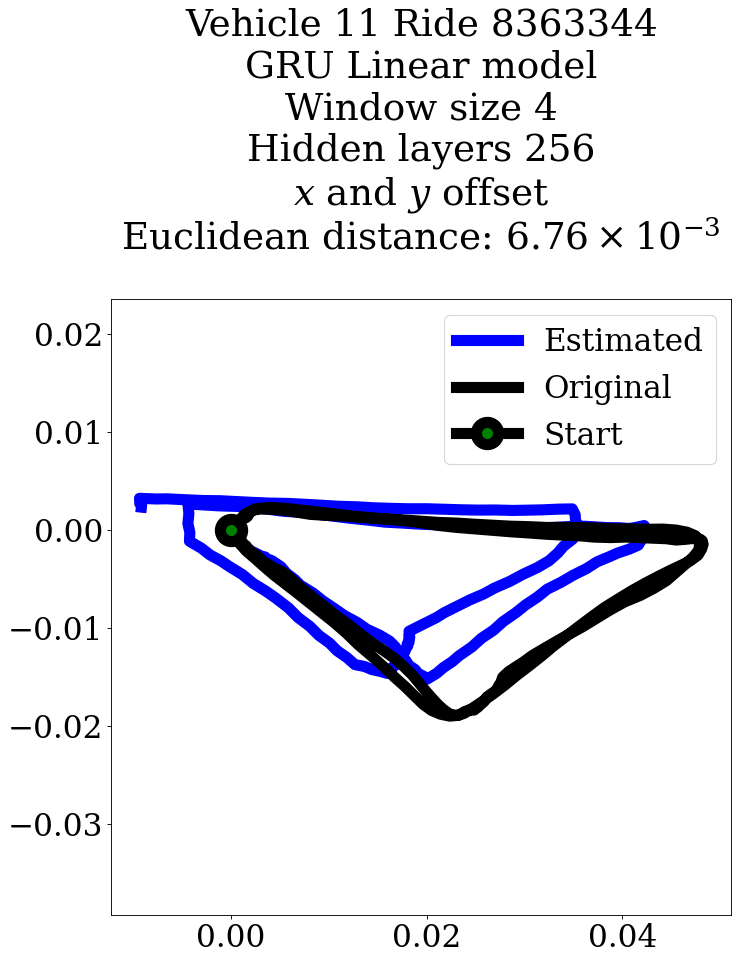 Vehicle 11 Ride 8363344
GRU Linear model
Window size 4
Hidden layers 256
x and y offset
Euclidean distance: 6.76 × 10⁻³
Estimated
Original
Start
0.02
0.01
0.00
−0.01
−0.02
−0.03
0.00 0.02 0.04